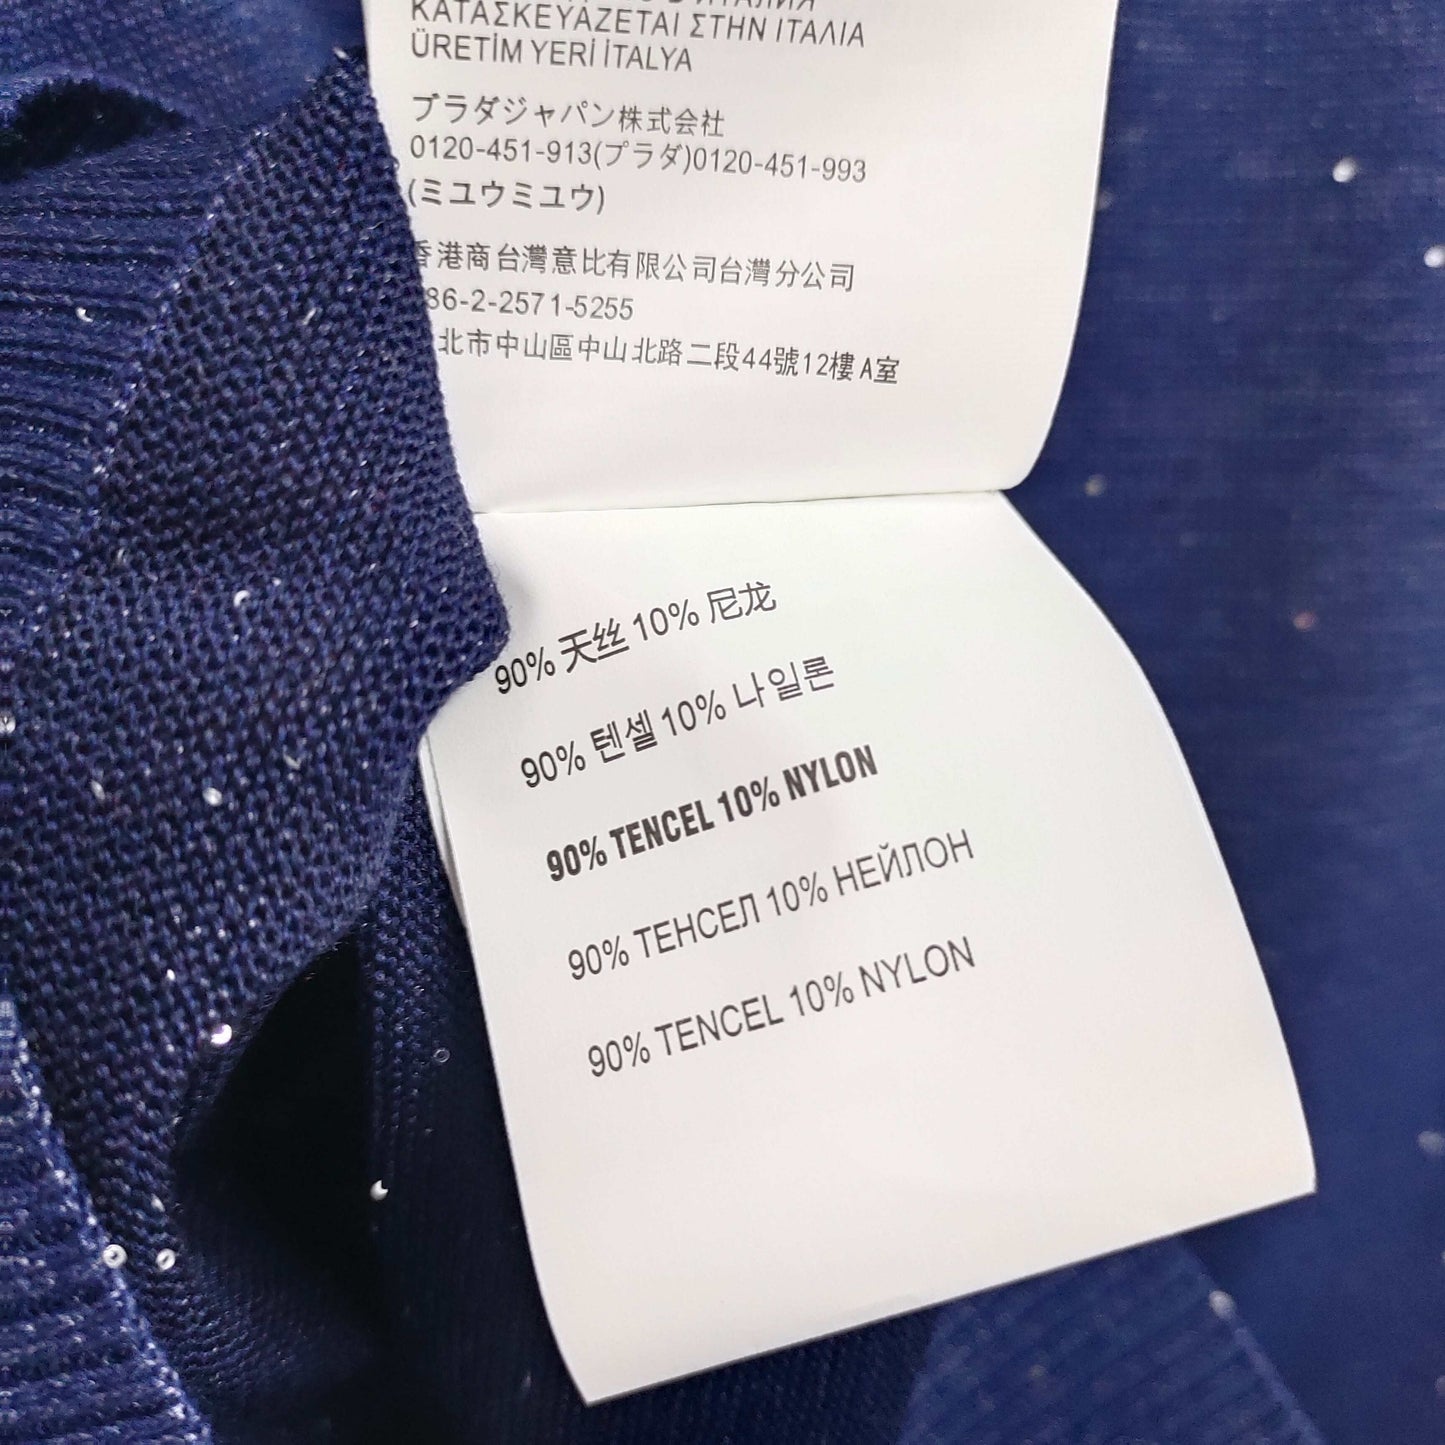 ΚΑΤΑΣΚΕΥΑΖΕΤΑΙ ΣΤΗΝ ΙΤΑΛΙΑ
ÜRETİM YERİ İTALYA
プラダジャパン株式会社
0120-451-913(プラダ)0120-451-993
(ミユウミユウ)
香港商台灣意比有限公司台灣分公司
86-2-2571-5255
北市中山區中山北路二段44號12樓A室
90% 天丝 10% 尼龙
90% 텐셀 10% 나일론
90% TENCEL 10% NYLON
90% ТЕНСЕЛ 10% НЕЙЛОН
90% TENCEL 10% NYLON